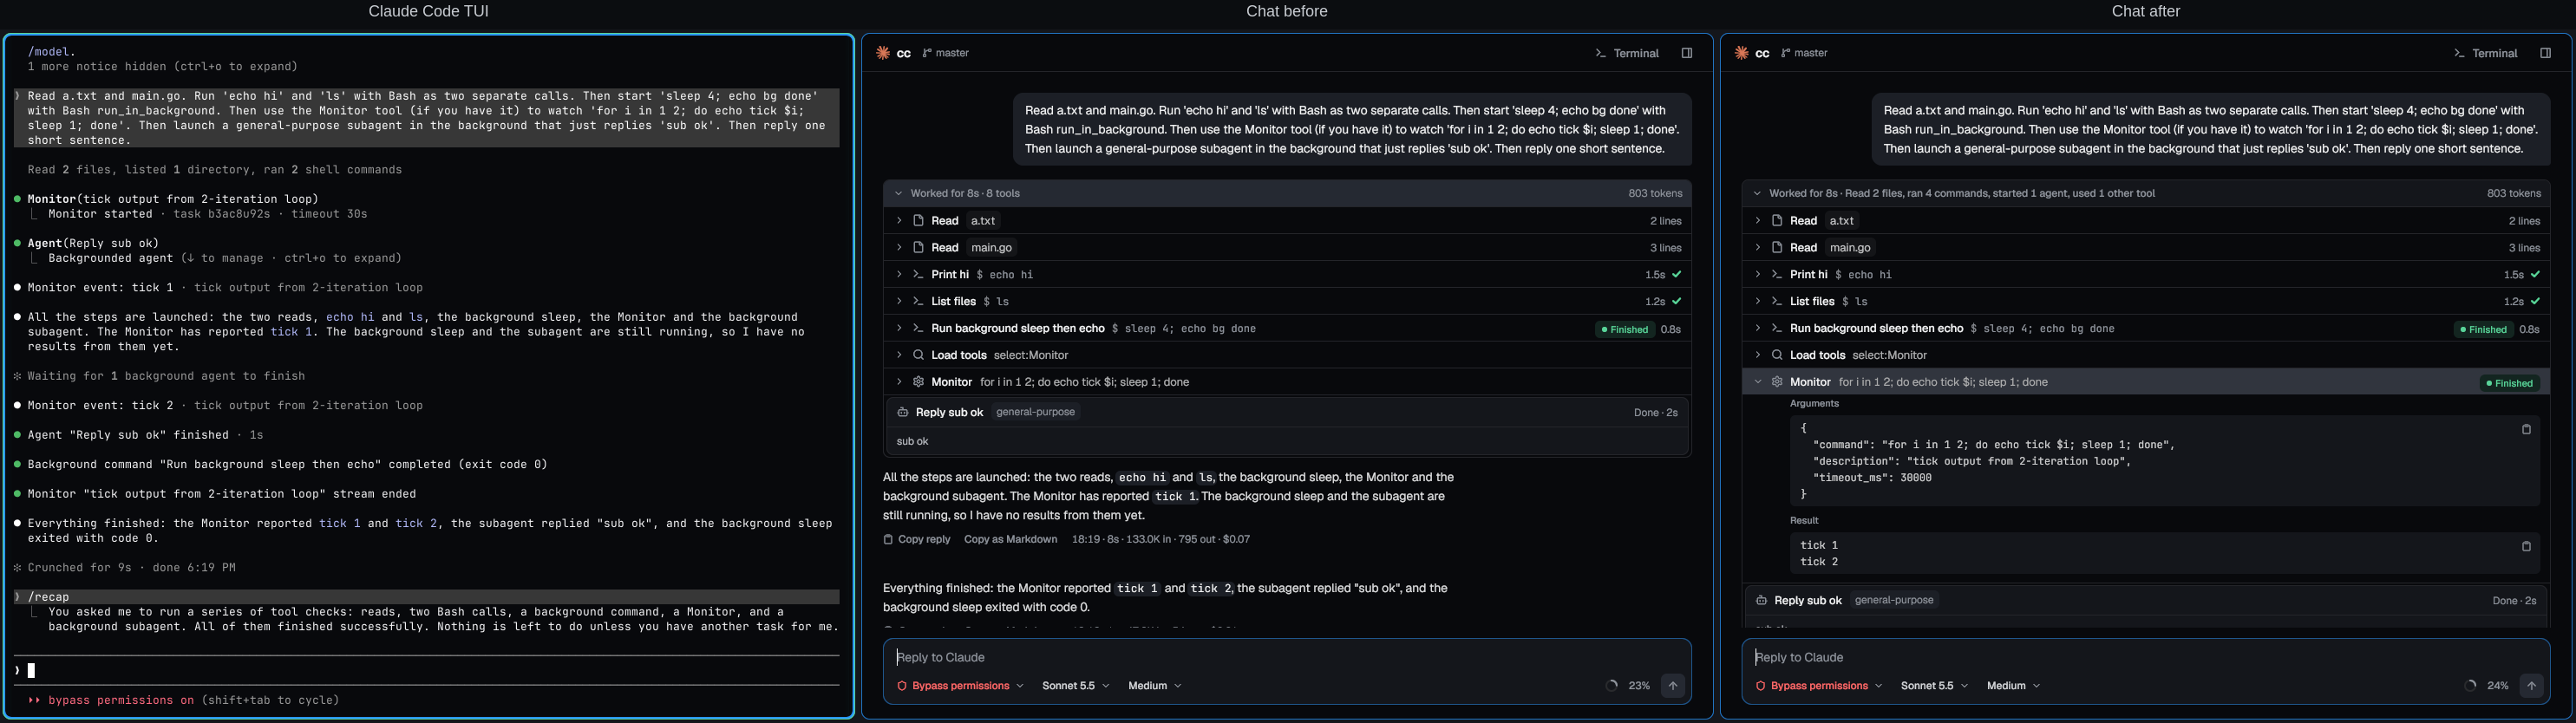 Claude Code TUI
/model.
1 more notice hidden (ctrl+o to expand)
❯ Read a.txt and main.go. Run 'echo hi' and 'ls' with Bash as two separate calls. Then start 'sleep 4; echo bg done'
with Bash run_in_background. Then use the Monitor tool (if you have it) to watch 'for i in 1 2; do echo tick $i;
sleep 1; done'. Then launch a general-purpose subagent in the background that just replies 'sub ok'. Then reply one
short sentence.
Read 2 files, listed 1 directory, ran 2 shell commands
● Monitor(tick output from 2-iteration loop)
⎿ Monitor started · task b3ac8u92s · timeout 30s
● Agent(Reply sub ok)
⎿ Backgrounded agent (↓ to manage · ctrl+o to expand)
● Monitor event: tick 1 · tick output from 2-iteration loop
● All the steps are launched: the two reads, echo hi and ls, the background sleep, the Monitor and the background
subagent. The Monitor has reported tick 1. The background sleep and the subagent are still running, so I have no
results from them yet.
✻ Waiting for 1 background agent to finish
● Monitor event: tick 2 · tick output from 2-iteration loop
● Agent "Reply sub ok" finished · 1s
● Background command "Run background sleep then echo" completed (exit code 0)
● Monitor "tick output from 2-iteration loop" stream ended
● Everything finished: the Monitor reported tick 1 and tick 2, the subagent replied "sub ok", and the background sleep
exited with code 0.
✻ Crunched for 9s · done 6:19 PM
❯ /recap
⎿ You asked me to run a series of tool checks: reads, two Bash calls, a background command, a Monitor, and a
background subagent. All of them finished successfully. Nothing is left to do unless you have another task for me.
❯
⏵⏵ bypass permissions on (shift+tab to cycle)
Chat before
cc master Terminal
Read a.txt and main.go. Run 'echo hi' and 'ls' with Bash as two separate calls. Then start 'sleep 4; echo bg done' with
Bash run_in_background. Then use the Monitor tool (if you have it) to watch 'for i in 1 2; do echo tick $i; sleep 1; done'.
Then launch a general-purpose subagent in the background that just replies 'sub ok'. Then reply one short sentence.
Worked for 8s · 8 tools 803 tokens
Read a.txt 2 lines
Read main.go 3 lines
Print hi $ echo hi 1.5s ✓
List files $ ls 1.2s ✓
Run background sleep then echo $ sleep 4; echo bg done ● Finished 0.8s
Load tools select:Monitor
Monitor for i in 1 2; do echo tick $i; sleep 1; done
Reply sub ok general-purpose Done · 2s
sub ok
All the steps are launched: the two reads, echo hi and ls, the background sleep, the Monitor and the
background subagent. The Monitor has reported tick 1. The background sleep and the subagent are
still running, so I have no results from them yet.
Copy reply Copy as Markdown 18:19 · 8s · 133.0K in · 795 out · $0.07
Everything finished: the Monitor reported tick 1 and tick 2, the subagent replied "sub ok", and the
background sleep exited with code 0.
Reply to Claude
Bypass permissions Sonnet 5.5 Medium 23%
Chat after
cc master Terminal
Read a.txt and main.go. Run 'echo hi' and 'ls' with Bash as two separate calls. Then start 'sleep 4; echo bg done' with
Bash run_in_background. Then use the Monitor tool (if you have it) to watch 'for i in 1 2; do echo tick $i; sleep 1; done'.
Then launch a general-purpose subagent in the background that just replies 'sub ok'. Then reply one short sentence.
Worked for 8s · Read 2 files, ran 4 commands, started 1 agent, used 1 other tool 803 tokens
Read a.txt 2 lines
Read main.go 3 lines
Print hi $ echo hi 1.5s ✓
List files $ ls 1.2s ✓
Run background sleep then echo $ sleep 4; echo bg done ● Finished 0.8s
Load tools select:Monitor
Monitor for i in 1 2; do echo tick $i; sleep 1; done ● Finished
Arguments
{
"command": "for i in 1 2; do echo tick $i; sleep 1; done",
"description": "tick output from 2-iteration loop",
"timeout_ms": 30000
}
Result
tick 1
tick 2
Reply sub ok general-purpose Done · 2s
Reply to Claude
Bypass permissions Sonnet 5.5 Medium 24%